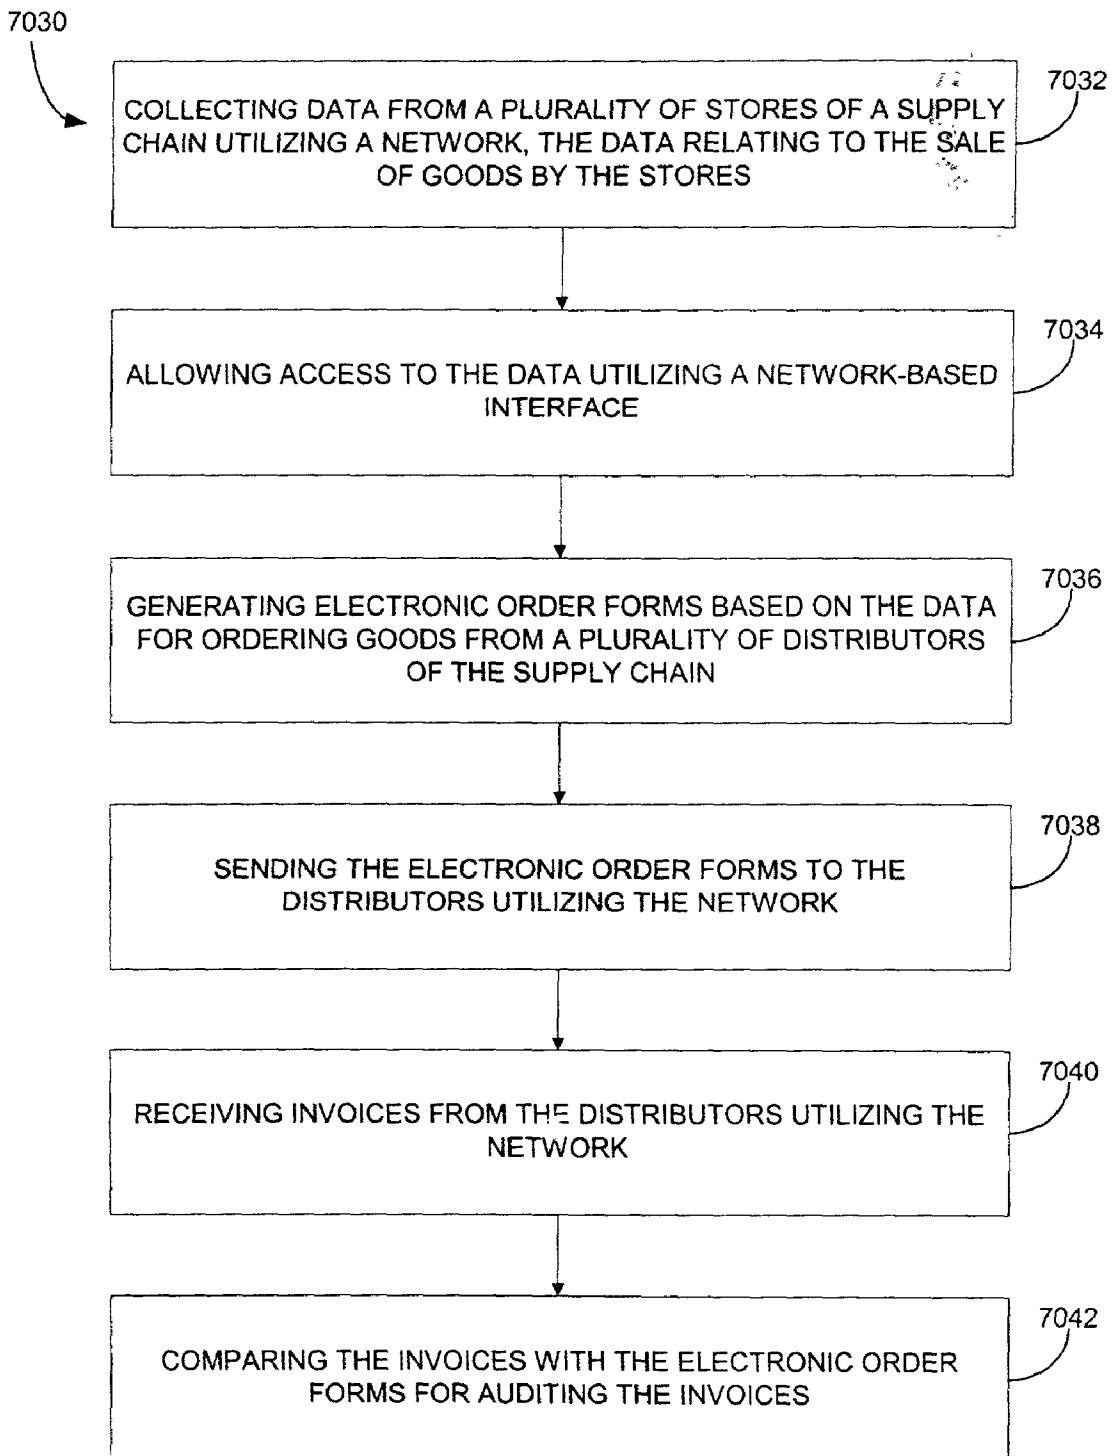 7030
7032
COLLECTING DATA FROM A PLURALITY OF STORES OF A SUPPLY
CHAIN UTILIZING A NETWORK, THE DATA RELATING TO THE SALE
OF GOODS BY THE STORES
7034
ALLOWING ACCESS TO THE DATA UTILIZING A NETWORK-BASED
INTERFACE
7036
GENERATING ELECTRONIC ORDER FORMS BASED ON THE DATA
FOR ORDERING GOODS FROM A PLURALITY OF DISTRIBUTORS
OF THE SUPPLY CHAIN
7038
SENDING THE ELECTRONIC ORDER FORMS TO THE
DISTRIBUTORS UTILIZING THE NETWORK
7040
RECEIVING INVOICES FROM THE DISTRIBUTORS UTILIZING THE
NETWORK
7042
COMPARING THE INVOICES WITH THE ELECTRONIC ORDER
FORMS FOR AUDITING THE INVOICES